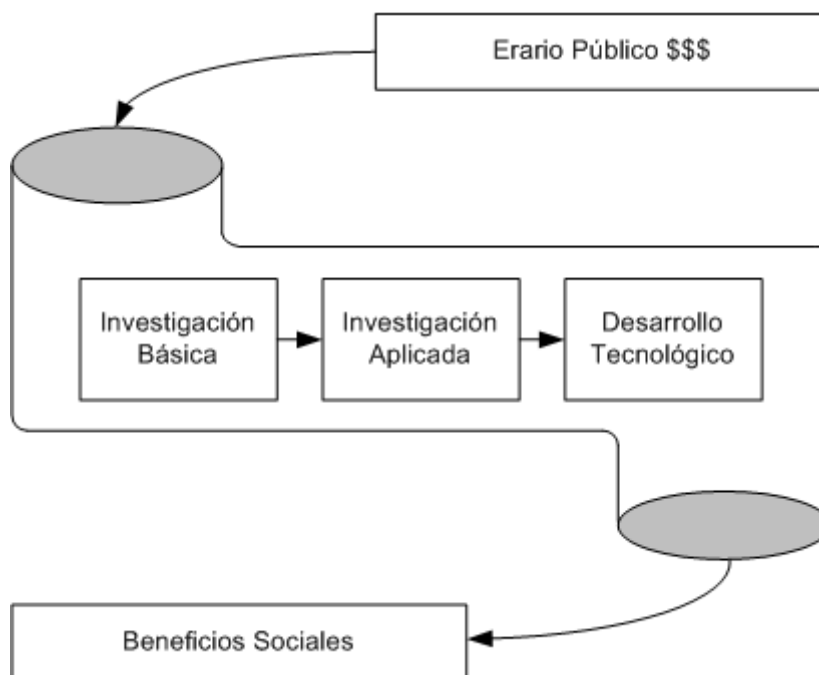 Erario Público $$$
Investigación
Básica
Investigación
Aplicada
Desarrollo
Tecnológico
Beneficios Sociales